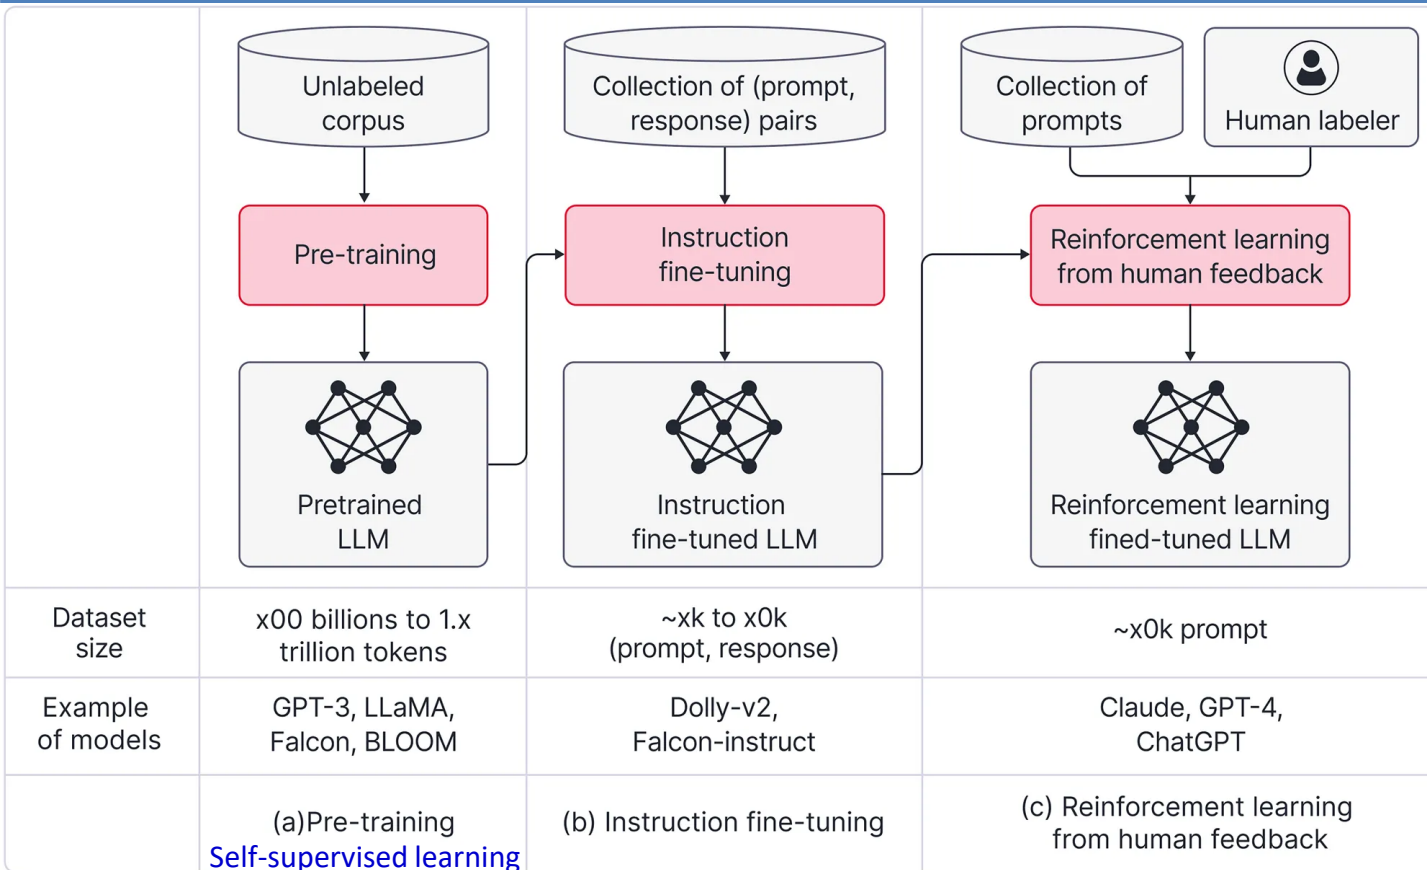 Unlabeled
corpus
Collection of (prompt,
response) pairs
Collection of
prompts
Human labeler
Pre-training
Instruction
fine-tuning
Reinforcement learning
from human feedback
Pretrained
LLM
Instruction
fine-tuned LLM
Reinforcement learning
fined-tuned LLM
Dataset
size
x00 billions to 1.x
trillion tokens
~xk to x0k
(prompt, response)
~x0k prompt
Example
of models
GPT-3, LLaMA,
Falcon, BLOOM
Dolly-v2,
Falcon-instruct
Claude, GPT-4,
ChatGPT
(a)Pre-training
Self-supervised learning
(b) Instruction fine-tuning
(c) Reinforcement learning
from human feedback